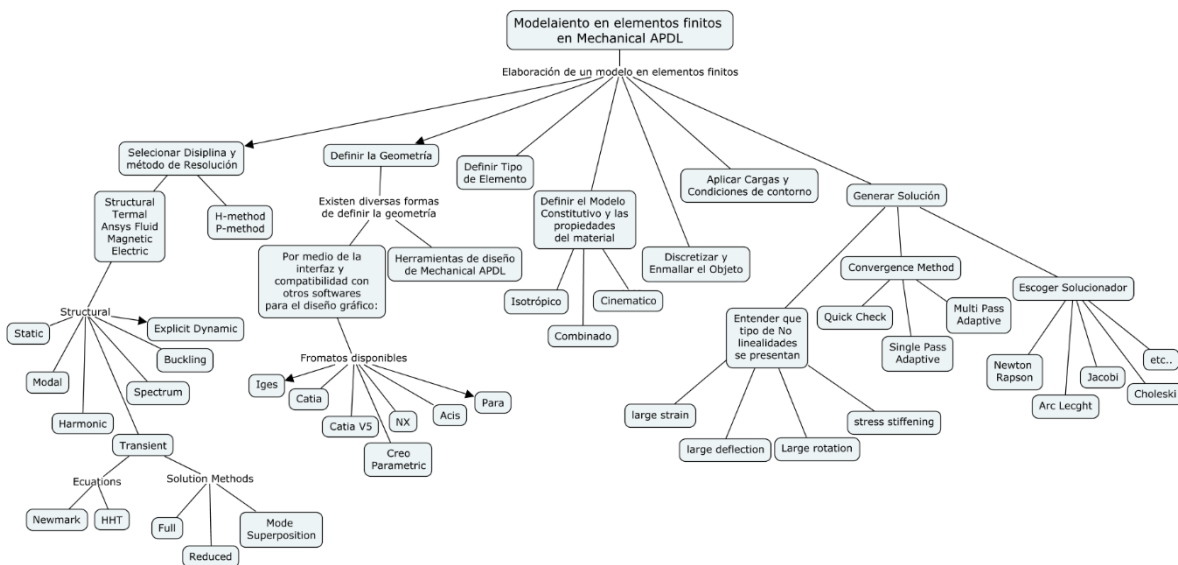 Modelaiento en elementos finitos
en Mechanical APDL
Elaboración de un modelo en elementos finitos
Selecionar Disiplina y
método de Resolución
Definir la Geometría
Definir Tipo
de Elemento
Aplicar Cargas y
Condiciones de contorno
Generar Solución
Structural
Termal
Ansys Fluid
Magnetic
Electric
H-method
P-method
Existen diversas formas
de definir la geometría
Definir el Modelo
Constitutivo y las
propiedades
del material
Por medio de la
interfaz y
compatibilidad con
otros softwares
para el diseño gráfico:
Herramientas de diseño
de Mechanical APDL
Discretizar y
Enmallar el Objeto
Convergence Method
Escoger Solucionador
Isotrópico
Cinematico
Combinado
Structural
Static
Explicit Dynamic
Buckling
Modal
Spectrum
Harmonic
Transient
Fromatos disponibles
Iges
Catia
Catia V5
Creo
Parametric
NX
Acis
Para
Entender que
tipo de No
linealidades
se presentan
Quick Check
Single Pass
Adaptive
Multi Pass
Adaptive
Newton
Rapson
Arc Lecght
Jacobi
Choleski
etc..
large strain
large deflection
Large rotation
stress stiffening
Ecuations
Solution Methods
Newmark
HHT
Full
Reduced
Mode
Superposition